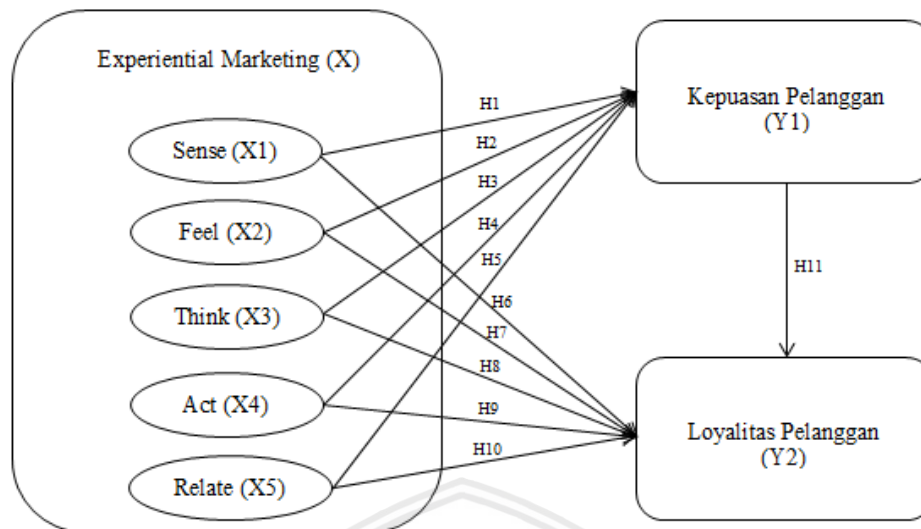 Experiential Marketing (X)
Sense (X1)
Feel (X2)
Think (X3)
Act (X4)
Relate (X5)
H1
H2
H3
H4
H5
H6
H7
H8
H9
H10
Kepuasan Pelanggan
(Y1)
H11
Loyalitas Pelanggan
(Y2)